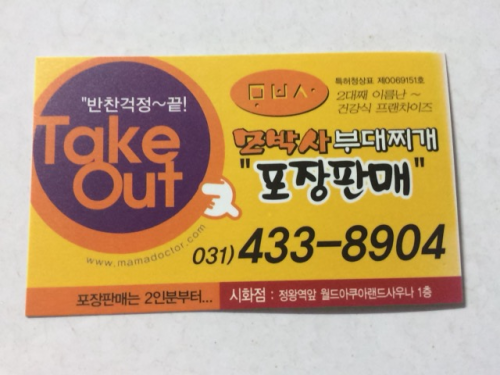 "반찬걱정~끝!
Take
Out
www.mamadoctor.com
특허청상표 제0069151호
2대째 이름난~
건강식 프랜차이즈
모박사 부대찌개
"포장판매"
031) 433-8904
포장판매는 2인분부터...
시화점 : 정왕역앞 월드아쿠아랜드사우나 1층